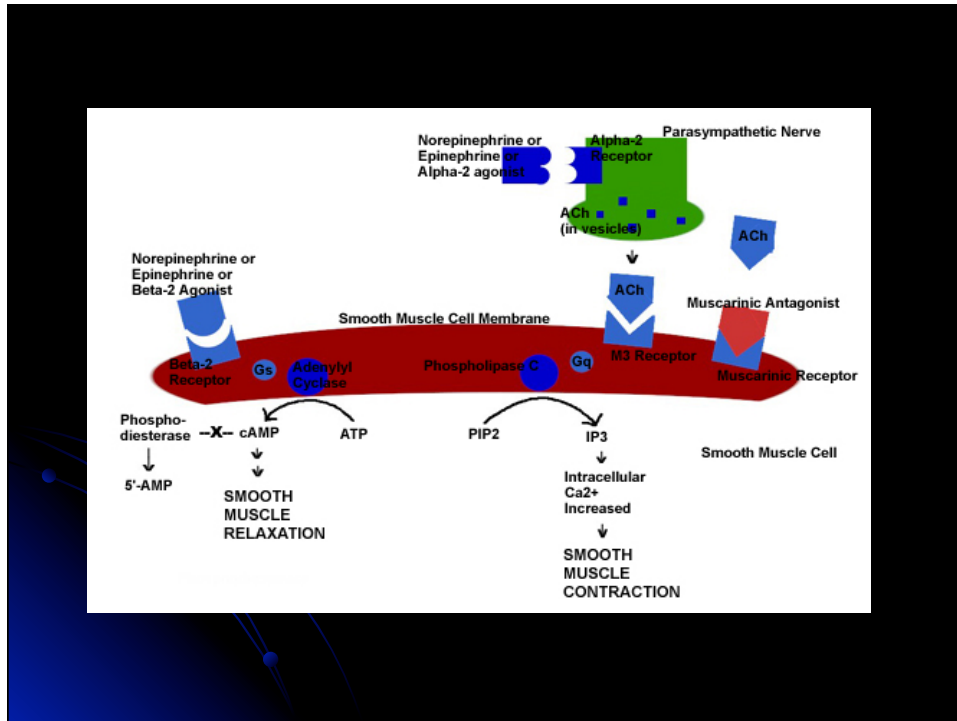 Parasympathetic Nerve
Norepinephrine or
Epinephrine or
Alpha-2 agonist
Alpha-2
Receptor
ACh
(in vesicles)
ACh
Norepinephrine or
Epinephrine or
Beta-2 Agonist
ACh
Muscarinic Antagonist
Smooth Muscle Cell Membrane
Beta-2
Receptor
Gs
Adenylyl
Cyclase
Phospholipase C
Gq
M3 Receptor
Muscarinic Receptor
Phospho-
diesterase
--X--
cAMP
ATP
PIP2
IP3
Smooth Muscle Cell
5'-AMP
SMOOTH
MUSCLE
RELAXATION
Intracellular
Ca2+
Increased
SMOOTH
MUSCLE
CONTRACTION